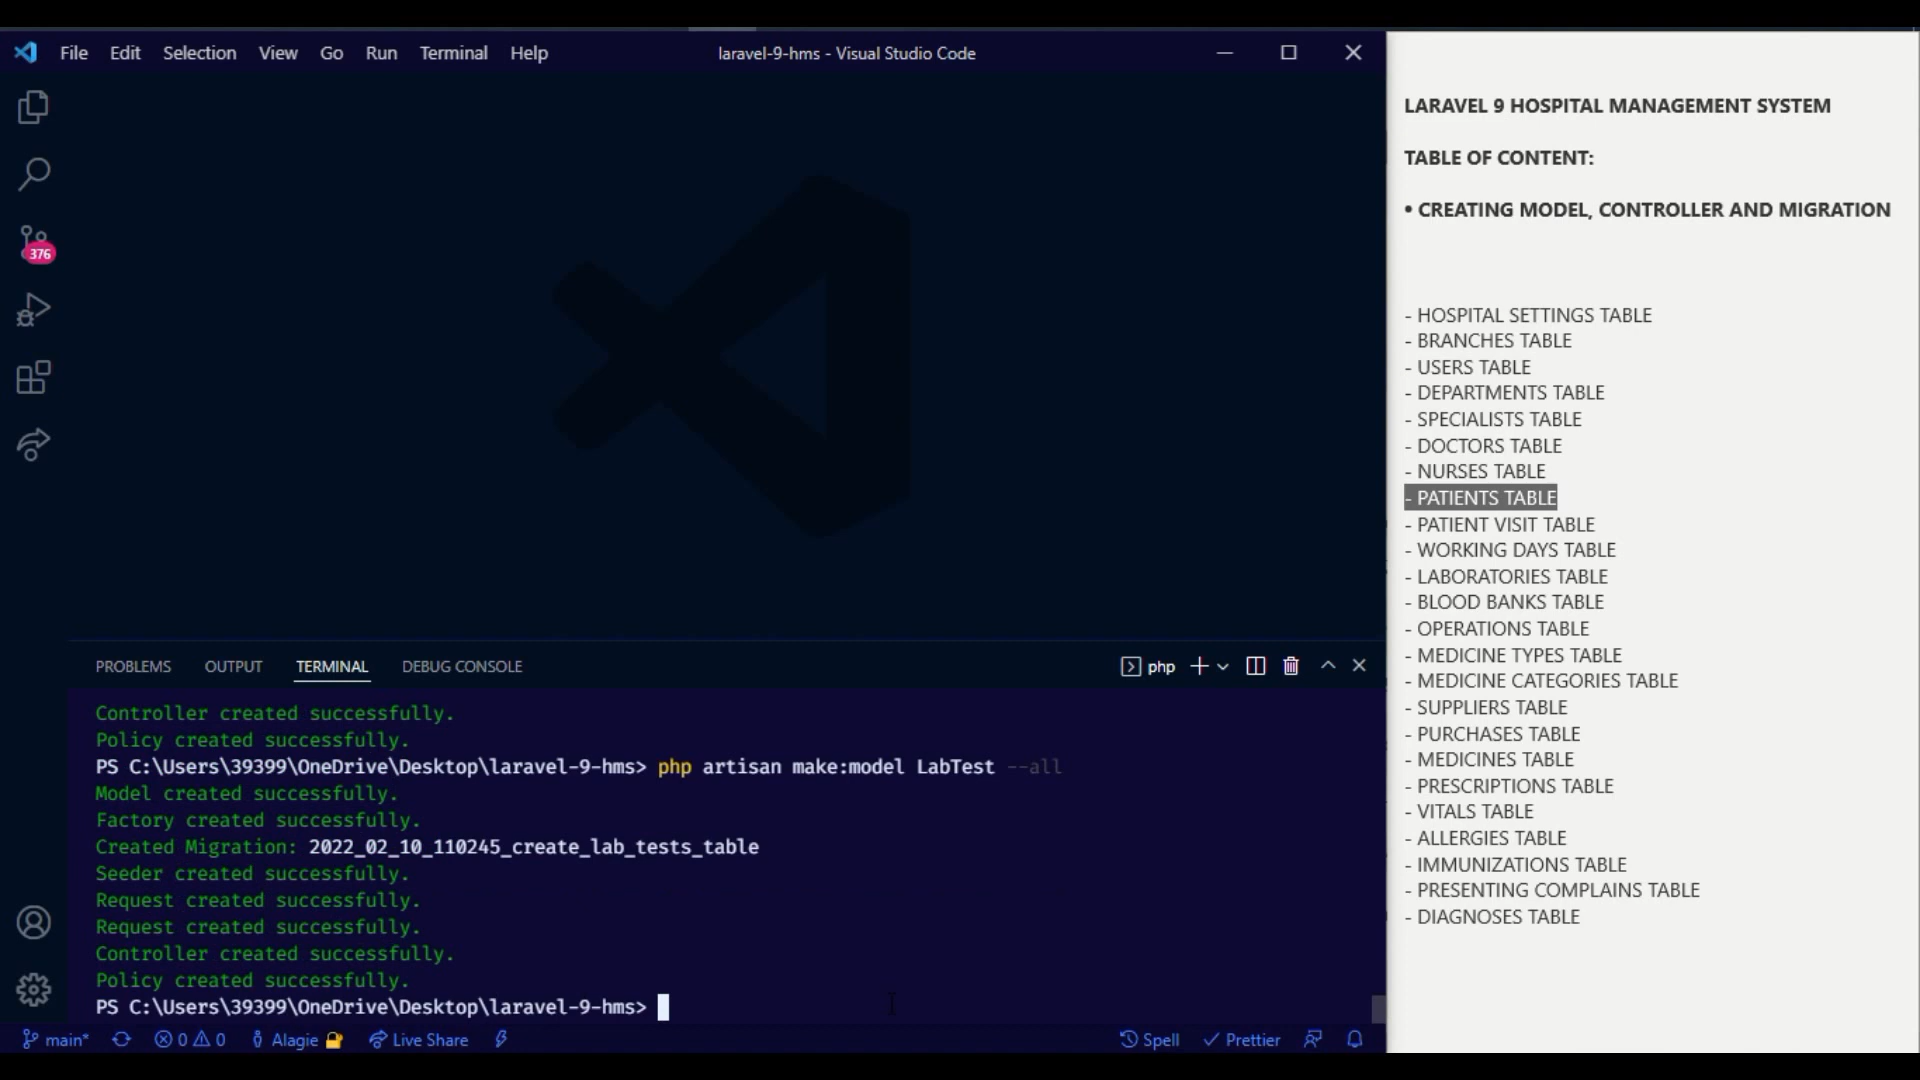 File Edit Selection View Go Run Terminal Help
laravel-9-hms - Visual Studio Code
376
PROBLEMS OUTPUT TERMINAL DEBUG CONSOLE
php
Controller created successfully.
Policy created successfully.
PS C:\Users\39399\OneDrive\Desktop\laravel-9-hms> php artisan make:model LabTest --all
Model created successfully.
Factory created successfully.
Created Migration: 2022_02_10_110245_create_lab_tests_table
Seeder created successfully.
Request created successfully.
Request created successfully.
Controller created successfully.
Policy created successfully.
PS C:\Users\39399\OneDrive\Desktop\laravel-9-hms>
main* 0 0 Alagie Live Share Spell Prettier
LARAVEL 9 HOSPITAL MANAGEMENT SYSTEM
TABLE OF CONTENT:
• CREATING MODEL, CONTROLLER AND MIGRATION
- HOSPITAL SETTINGS TABLE
- BRANCHES TABLE
- USERS TABLE
- DEPARTMENTS TABLE
- SPECIALISTS TABLE
- DOCTORS TABLE
- NURSES TABLE
- PATIENTS TABLE
- PATIENT VISIT TABLE
- WORKING DAYS TABLE
- LABORATORIES TABLE
- BLOOD BANKS TABLE
- OPERATIONS TABLE
- MEDICINE TYPES TABLE
- MEDICINE CATEGORIES TABLE
- SUPPLIERS TABLE
- PURCHASES TABLE
- MEDICINES TABLE
- PRESCRIPTIONS TABLE
- VITALS TABLE
- ALLERGIES TABLE
- IMMUNIZATIONS TABLE
- PRESENTING COMPLAINS TABLE
- DIAGNOSES TABLE